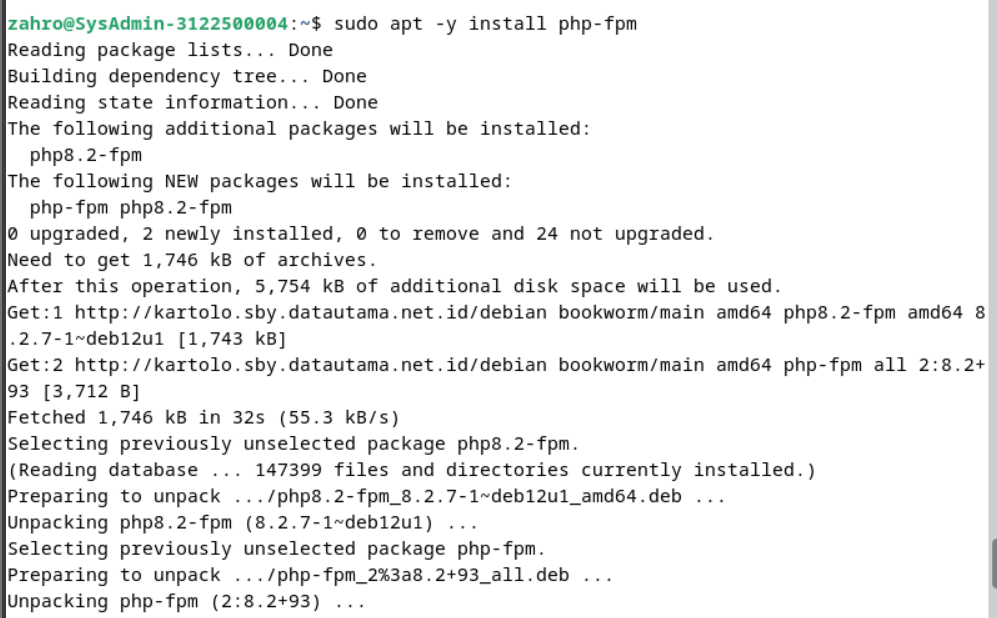 zahro@SysAdmin-3122500004:~$ sudo apt -y install php-fpm
Reading package lists... Done
Building dependency tree... Done
Reading state information... Done
The following additional packages will be installed:
  php8.2-fpm
The following NEW packages will be installed:
  php-fpm php8.2-fpm
0 upgraded, 2 newly installed, 0 to remove and 24 not upgraded.
Need to get 1,746 kB of archives.
After this operation, 5,754 kB of additional disk space will be used.
Get:1 http://kartolo.sby.datautama.net.id/debian bookworm/main amd64 php8.2-fpm amd64 8
.2.7-1~deb12u1 [1,743 kB]
Get:2 http://kartolo.sby.datautama.net.id/debian bookworm/main amd64 php-fpm all 2:8.2+
93 [3,712 B]
Fetched 1,746 kB in 32s (55.3 kB/s)
Selecting previously unselected package php8.2-fpm.
(Reading database ... 147399 files and directories currently installed.)
Preparing to unpack .../php8.2-fpm_8.2.7-1~deb12u1_amd64.deb ...
Unpacking php8.2-fpm (8.2.7-1~deb12u1) ...
Selecting previously unselected package php-fpm.
Preparing to unpack .../php-fpm_2%3a8.2+93_all.deb ...
Unpacking php-fpm (2:8.2+93) ...